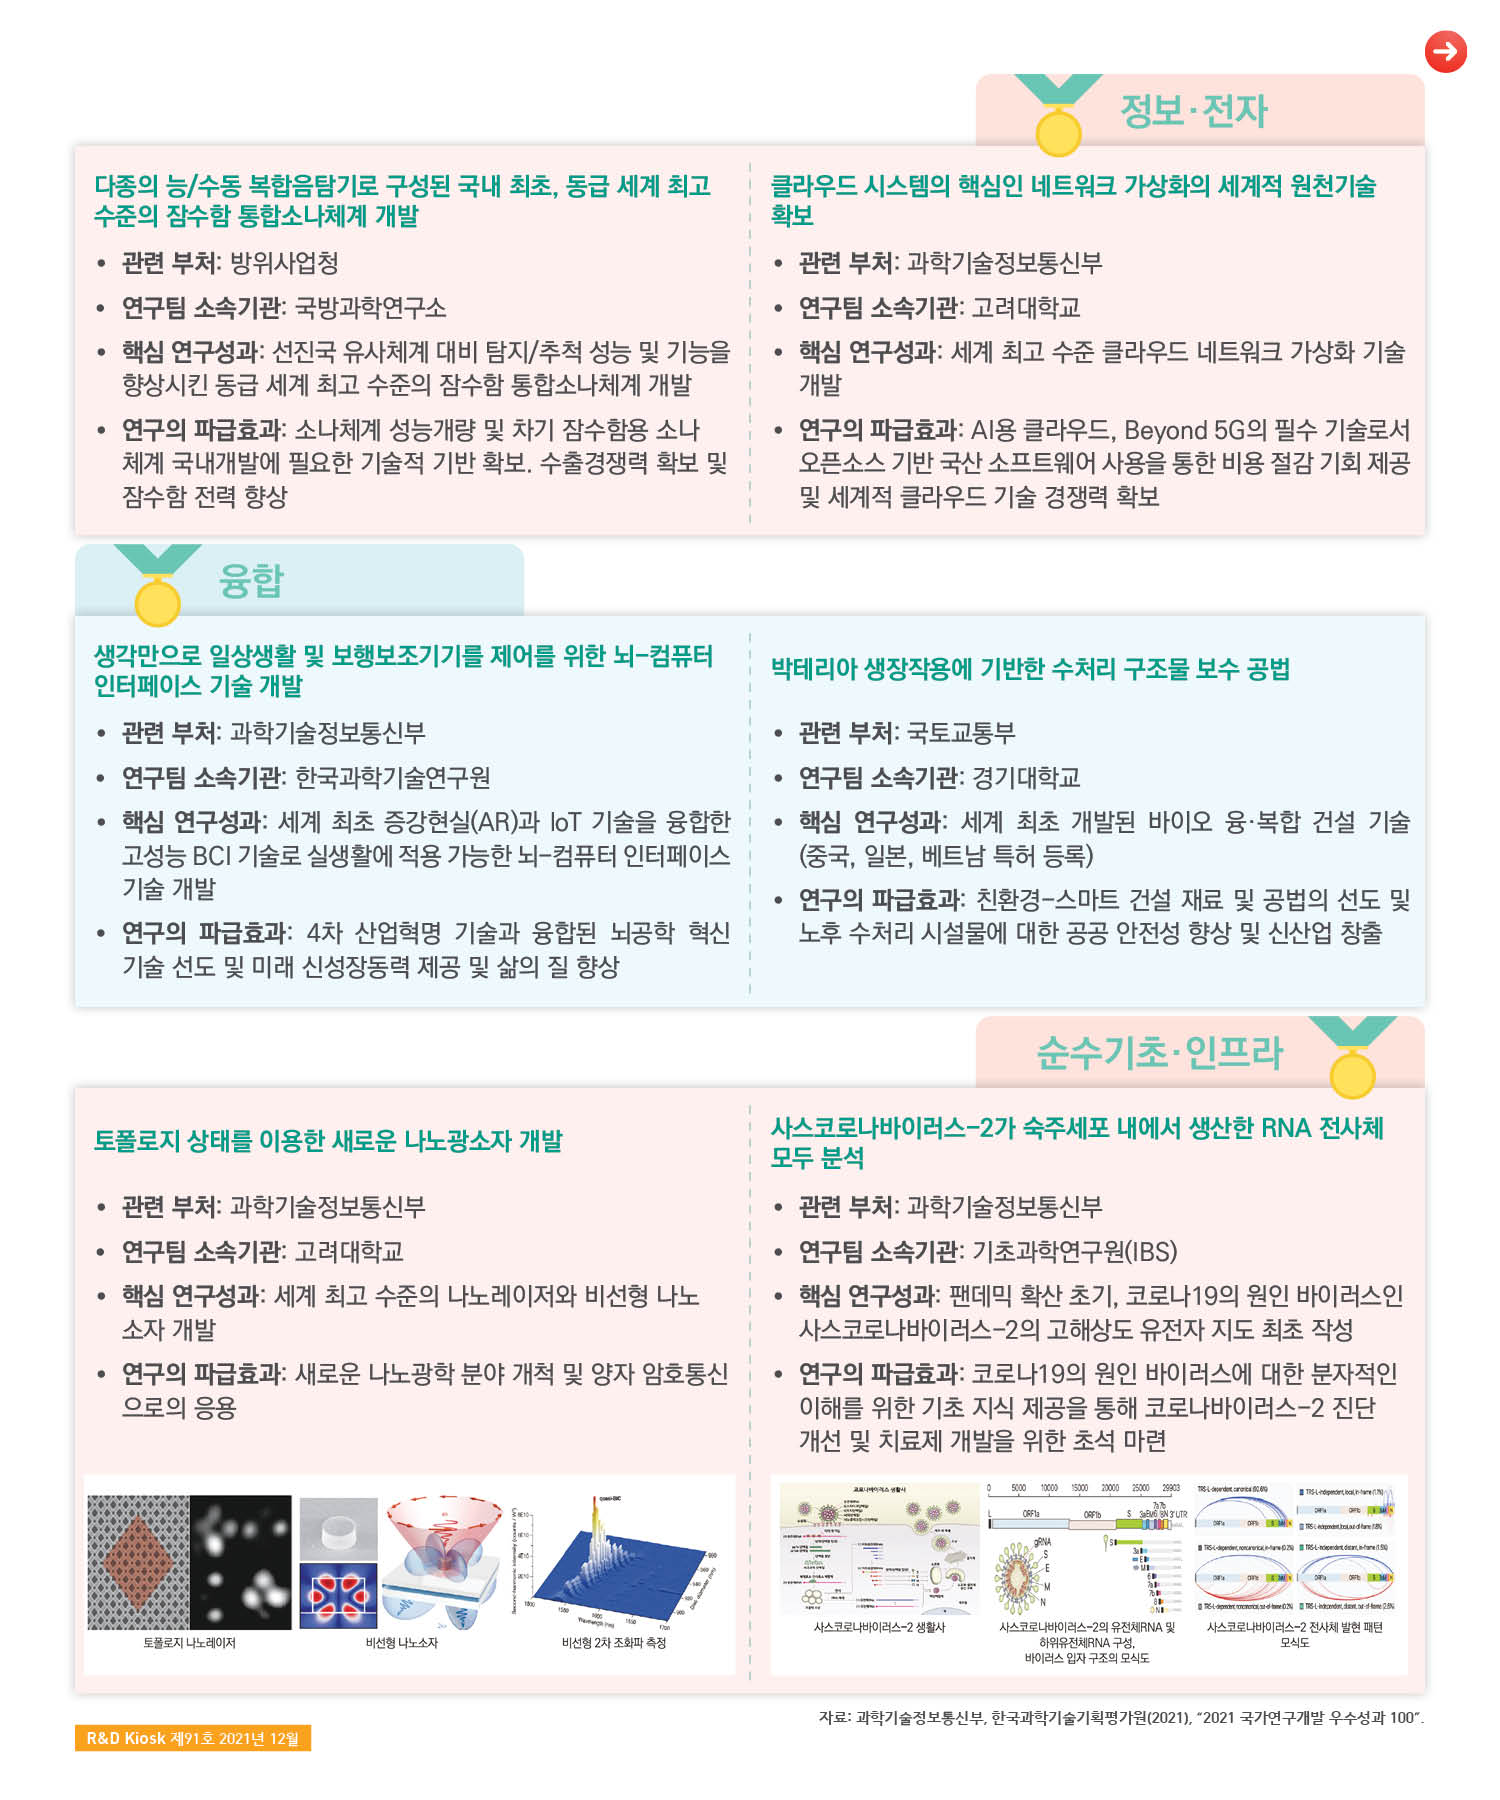 정보·전자
다종의 능/수동 복합음탐기로 구성된 국내 최초, 동급 세계 최고
수준의 잠수함 통합소나체계 개발
• 관련 부처: 방위사업청
• 연구팀 소속기관: 국방과학연구소
• 핵심 연구성과: 선진국 유사체계 대비 탐지/추적 성능 및 기능을
향상시킨 동급 세계 최고 수준의 잠수함 통합소나체계 개발
• 연구의 파급효과: 소나체계 성능개량 및 차기 잠수함용 소나
체계 국내개발에 필요한 기술적 기반 확보. 수출경쟁력 확보 및
잠수함 전력 향상
클라우드 시스템의 핵심인 네트워크 가상화의 세계적 원천기술
확보
• 관련 부처: 과학기술정보통신부
• 연구팀 소속기관: 고려대학교
• 핵심 연구성과: 세계 최고 수준 클라우드 네트워크 가상화 기술
개발
• 연구의 파급효과: AI용 클라우드, Beyond 5G의 필수 기술로서
오픈소스 기반 국산 소프트웨어 사용을 통한 비용 절감 기회 제공
및 세계적 클라우드 기술 경쟁력 확보
융합
생각만으로 일상생활 및 보행보조기기를 제어를 위한 뇌-컴퓨터
인터페이스 기술 개발
• 관련 부처: 과학기술정보통신부
• 연구팀 소속기관: 한국과학기술연구원
• 핵심 연구성과: 세계 최초 증강현실(AR)과 IoT 기술을 융합한
고성능 BCI 기술로 실생활에 적용 가능한 뇌-컴퓨터 인터페이스
기술 개발
• 연구의 파급효과: 4차 산업혁명 기술과 융합된 뇌공학 혁신
기술 선도 및 미래 신성장동력 제공 및 삶의 질 향상
박테리아 생장작용에 기반한 수처리 구조물 보수 공법
• 관련 부처: 국토교통부
• 연구팀 소속기관: 경기대학교
• 핵심 연구성과: 세계 최초 개발된 바이오 융·복합 건설 기술
(중국, 일본, 베트남 특허 등록)
• 연구의 파급효과: 친환경-스마트 건설 재료 및 공법의 선도 및
노후 수처리 시설물에 대한 공공 안전성 향상 및 신산업 창출
순수기초·인프라
토폴로지 상태를 이용한 새로운 나노광소자 개발
• 관련 부처: 과학기술정보통신부
• 연구팀 소속기관: 고려대학교
• 핵심 연구성과: 세계 최고 수준의 나노레이저와 비선형 나노
소자 개발
• 연구의 파급효과: 새로운 나노광학 분야 개척 및 양자 암호통신
으로의 응용
quasi-BIC
토폴로지 나노레이저
비선형 나노소자
비선형 2차 조화파 측정
사스코로나바이러스-2가 숙주세포 내에서 생산한 RNA 전사체
모두 분석
• 관련 부처: 과학기술정보통신부
• 연구팀 소속기관: 기초과학연구원(IBS)
• 핵심 연구성과: 팬데믹 확산 초기, 코로나19의 원인 바이러스인
사스코로나바이러스-2의 고해상도 유전자 지도 최초 작성
• 연구의 파급효과: 코로나19의 원인 바이러스에 대한 분자적인
이해를 위한 기초 지식 제공을 통해 코로나바이러스-2 진단
개선 및 치료제 개발을 위한 초석 마련
코로나바이러스 생활사
0 5000 10000 15000 20000 25000 29903
L ORF1a ORF1b S 3a E M 6 7a 7b 8 N 3' UTR
gRNA
S
E
M
N
사스코로나바이러스-2 생활사
사스코로나바이러스-2의 유전체RNA 및
하위유전체RNA 구성,
바이러스 입자 구조의 모식도
TRS-L-dependent, canonical
TRS-L-independent, local, in-frame
사스코로나바이러스-2 전사체 발현 패턴
모식도
자료: 과학기술정보통신부, 한국과학기술기획평가원(2021), “2021 국가연구개발 우수성과 100”.
R&D Kiosk 제91호 2021년 12월